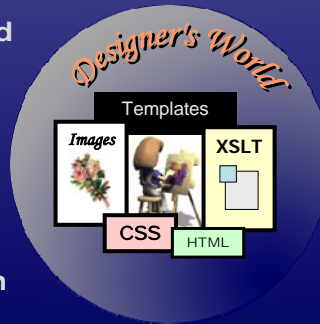 d
Designer's World
Templates
Images
XSLT
CSS
HTML
n